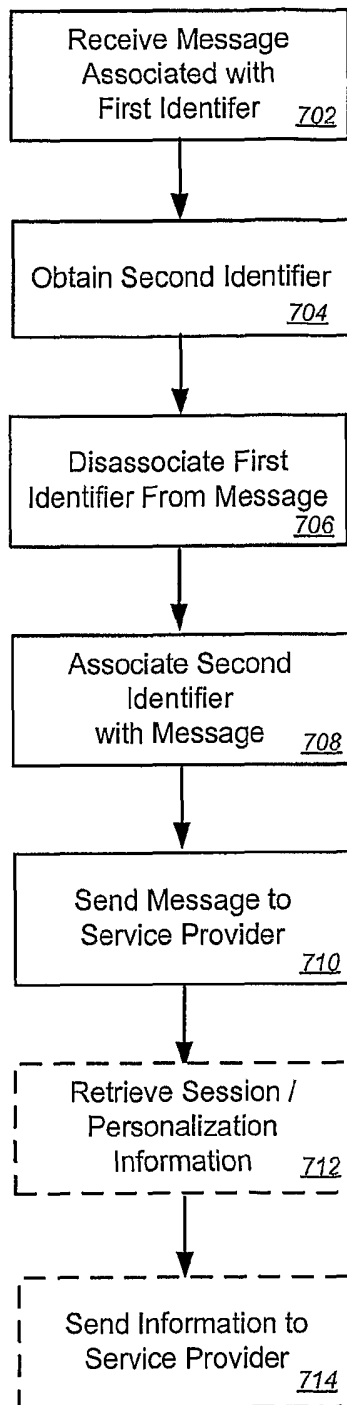 Receive Message
Associated with
First Identifer
702
Obtain Second Identifier
704
Disassociate First
Identifier From Message
706
Associate Second
Identifier
with Message
708
Send Message to
Service Provider
710
Retrieve Session /
Personalization
Information
712
Send Information to
Service Provider
714